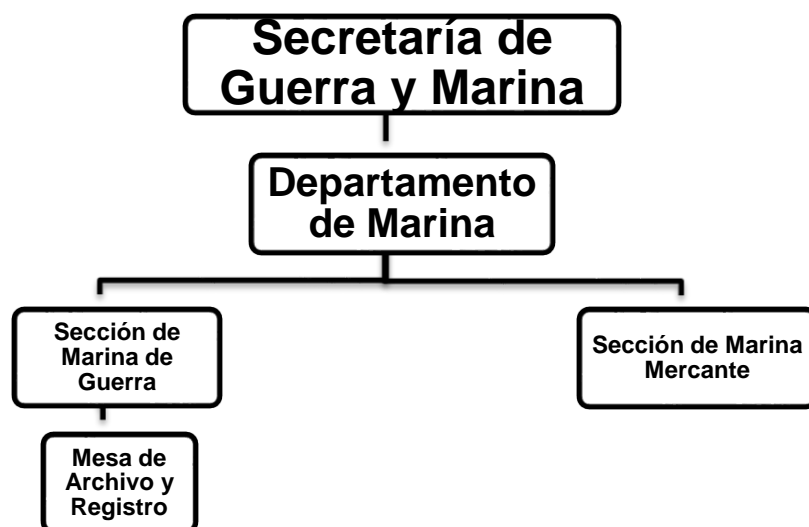 Secretaría de
Guerra y Marina
Departamento
de Marina
Sección de
Marina de
Guerra
Sección de Marina
Mercante
Mesa de
Archivo y
Registro